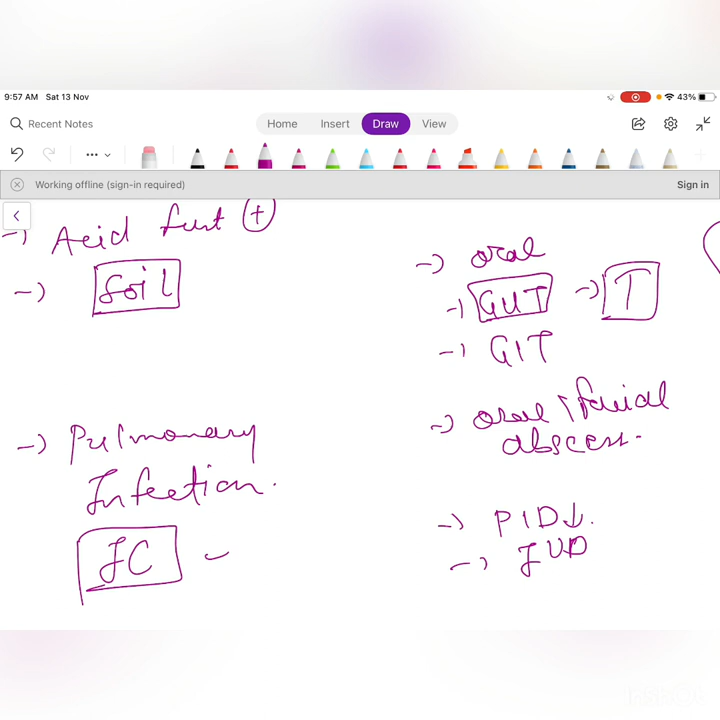 9:57 AM Sat 13 Nov
43%
Recent Notes
Home Insert Draw View
Working offline (sign-in required)
Sign in
-) Acid fast (+)
-) Soil
-) Pulmonary
Infection.
IC
-) oral
-) GUT -) T
-) GIT
-) oral facial
abscess.
-) PID↓.
-) IUD